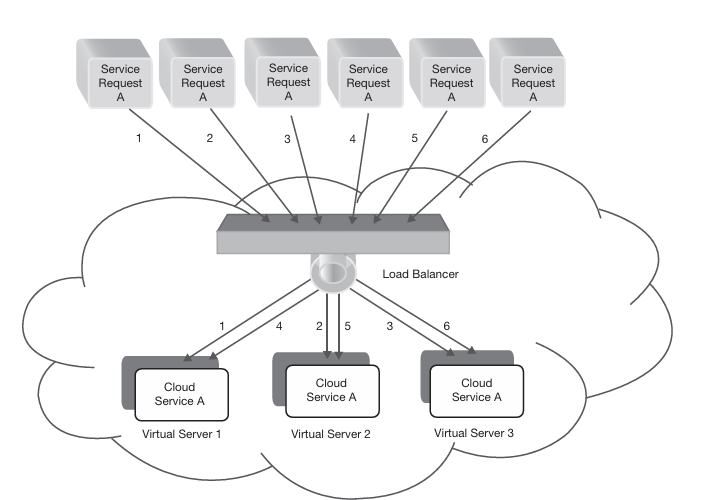 Service
Request
A
Service
Request
A
Service
Request
A
Service
Request
A
Service
Request
A
Service
Request
A
1
2
3
4
5
6
Load Balancer
1
4
2
5
3
6
Cloud
Service A
Cloud
Service A
Cloud
Service A
Virtual Server 1
Virtual Server 2
Virtual Server 3